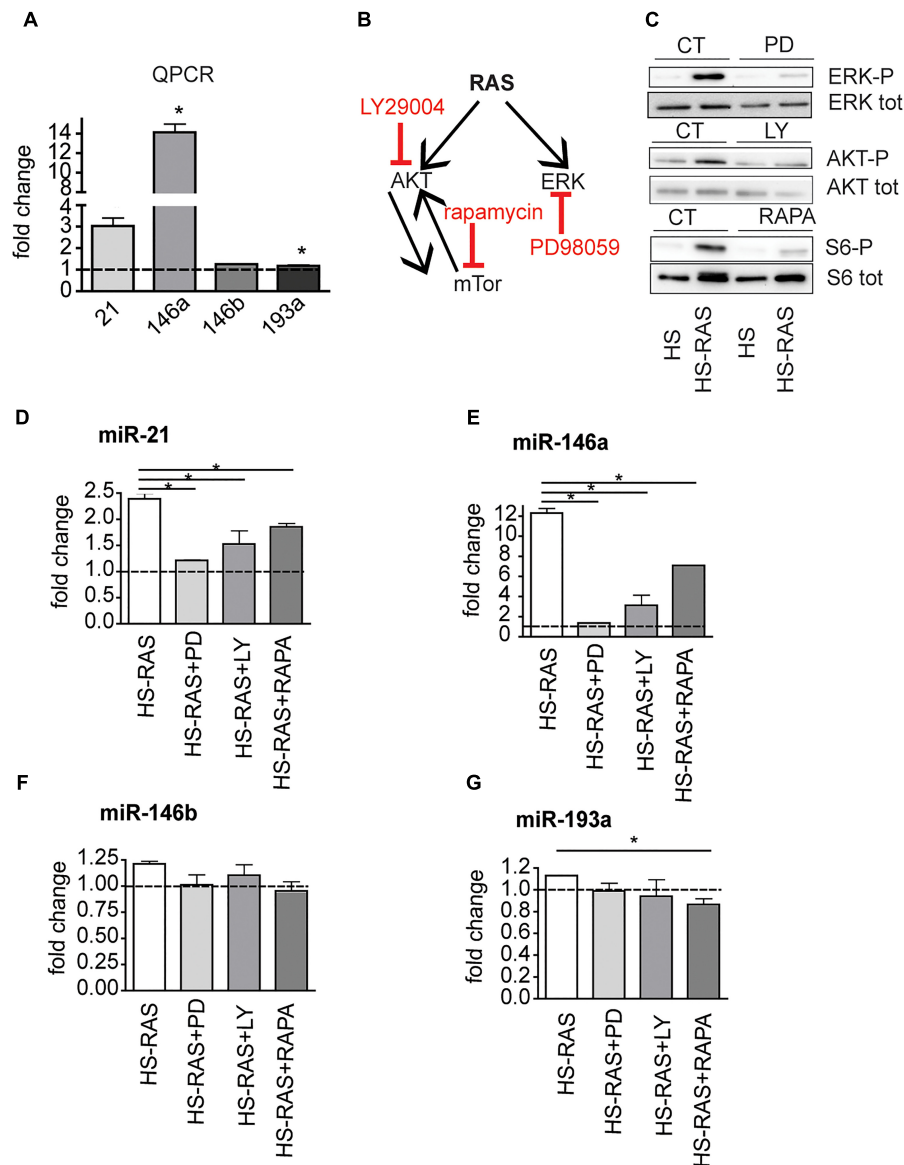 A
QPCR
fold change
14
12
10
8
6
4
3
2
1
0
*
*
21
146a
146b
193a
B
RAS
LY29004
AKT
ERK
rapamycin
PD98059
mTor
C
CT PD
ERK-P
ERK tot
CT LY
AKT-P
AKT tot
CT RAPA
S6-P
S6 tot
HS
HS-RAS
HS
HS-RAS
D
miR-21
fold change
2.5
2.0
1.5
1.0
0.5
0.0
*
*
*
HS-RAS
HS-RAS+PD
HS-RAS+LY
HS-RAS+RAPA
E
miR-146a
fold change
12
10
8
6
4
2
0
*
*
*
HS-RAS
HS-RAS+PD
HS-RAS+LY
HS-RAS+RAPA
F
miR-146b
fold change
1.25
1.00
0.75
0.50
0.25
0.00
HS-RAS
HS-RAS+PD
HS-RAS+LY
HS-RAS+RAPA
G
miR-193a
fold change
1.2
1.0
0.8
0.6
0.4
0.2
0.0
*
HS-RAS
HS-RAS+PD
HS-RAS+LY
HS-RAS+RAPA